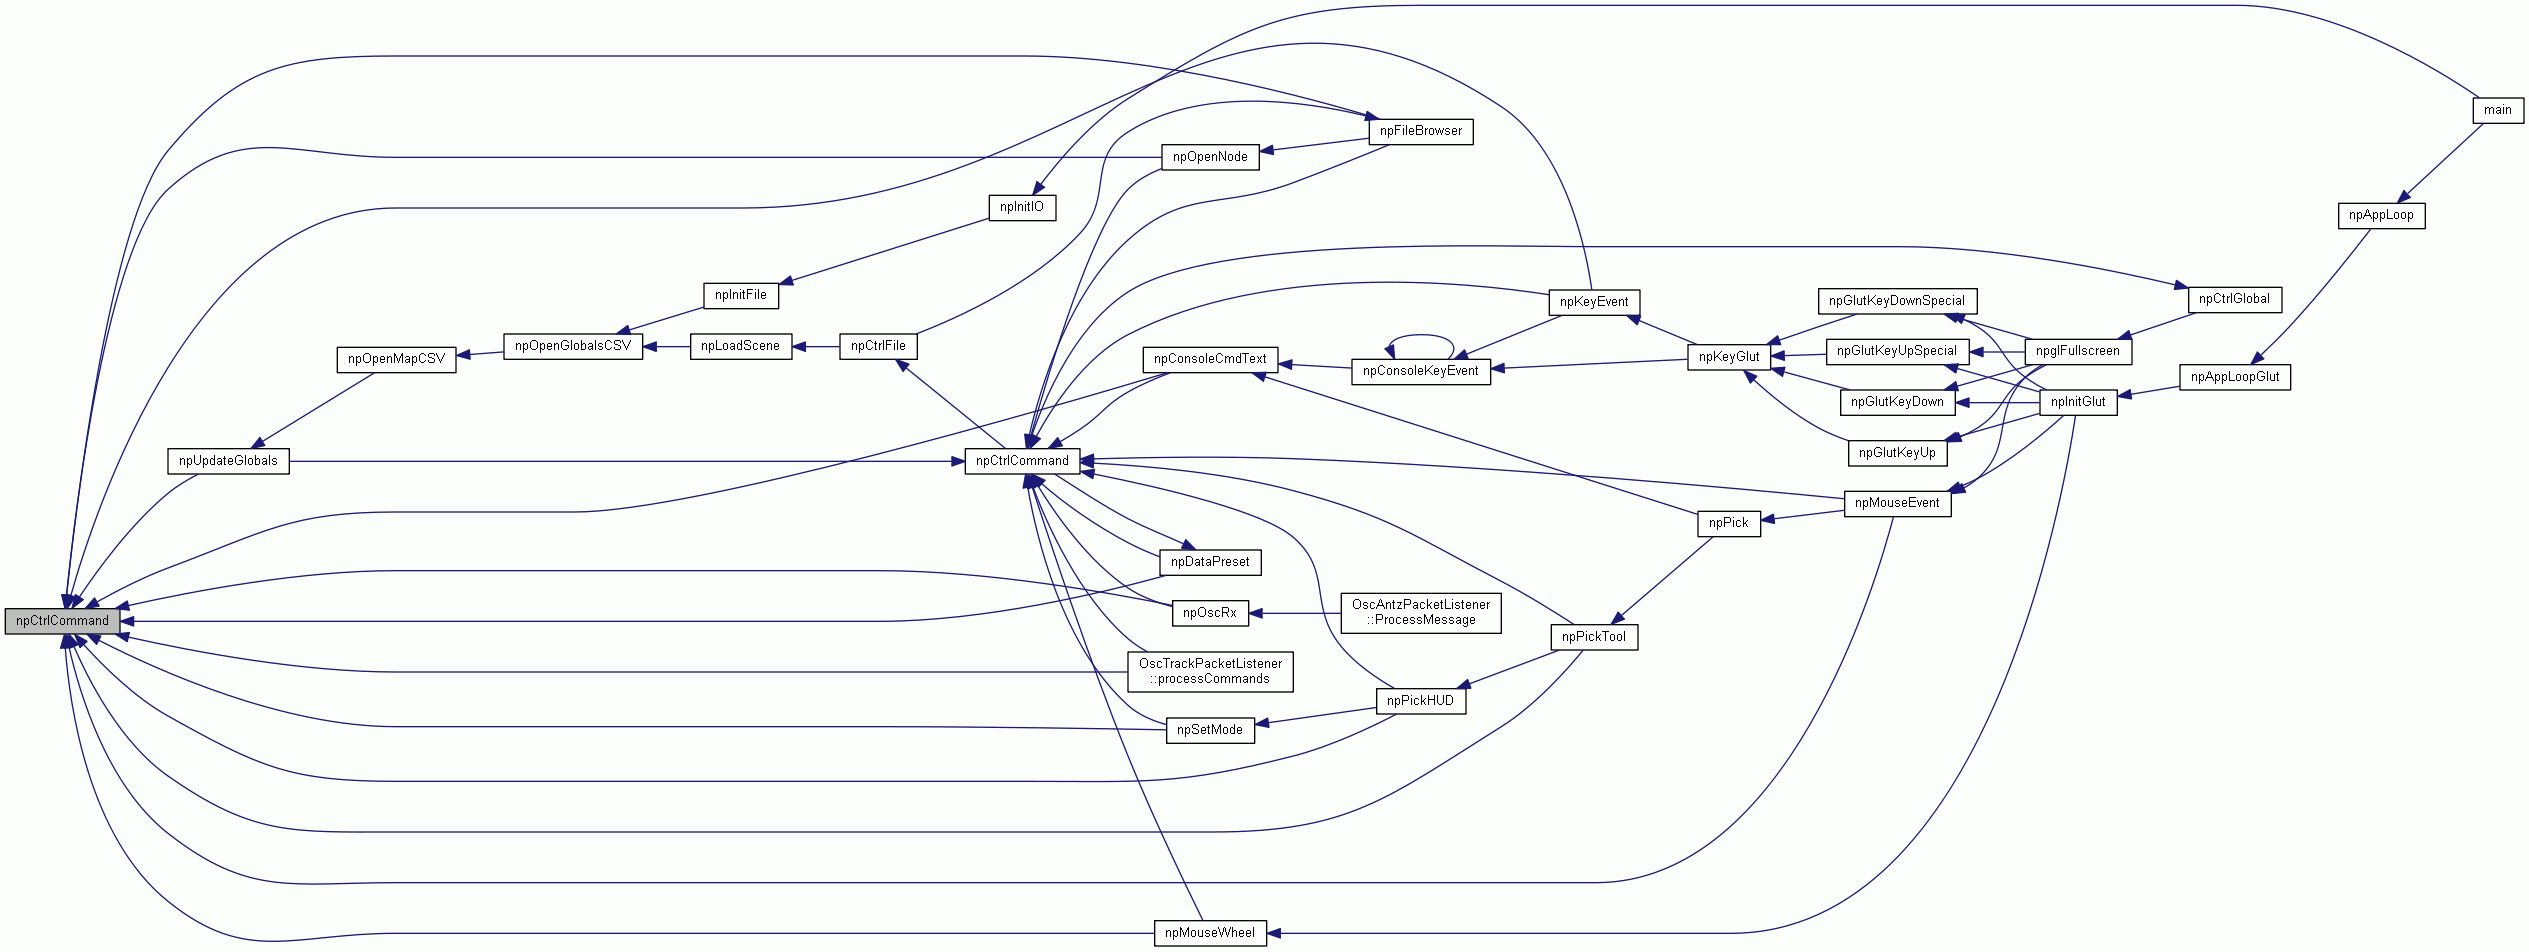 main
npFileBrowser
npOpenNode
npInitIO
npAppLoop
npInitFile
npCtrlGlobal
npKeyEvent
npGlutKeyDownSpecial
npOpenGlobalsCSV
npLoadScene
npCtrlFile
npOpenMapCSV
npConsoleCmdText
npConsoleKeyEvent
npKeyGlut
npGlutKeyUpSpecial
npglFullscreen
npAppLoopGlut
npGlutKeyDown
npInitGlut
npGlutKeyUp
npUpdateGlobals
npCtrlCommand
npMouseEvent
npPick
npDataPreset
npCtrlCommand
npOscRx
OscAntzPacketListener
::ProcessMessage
npPickTool
OscTrackPacketListener
::processCommands
npPickHUD
npSetMode
npMouseWheel